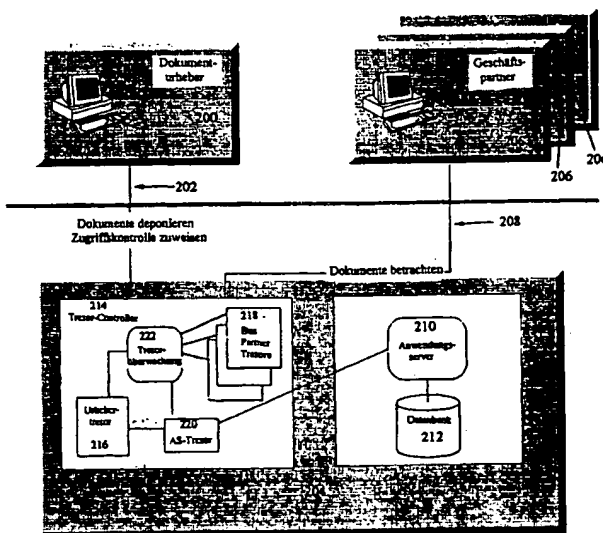 Dokument-
urheber
200
Geschäfts-
partner
206
206
202
208
Dokumente deponieren
Zugriffskontrolle zuweisen
Dokumente betrachten
214
Tresor-Controller
222
Tresor-
überwachung
218 -
Bus
Partner
Tresore
210
Anwendungs-
server
Urheber-
tresor
216
220
AS-Tresor
Datenbank
212